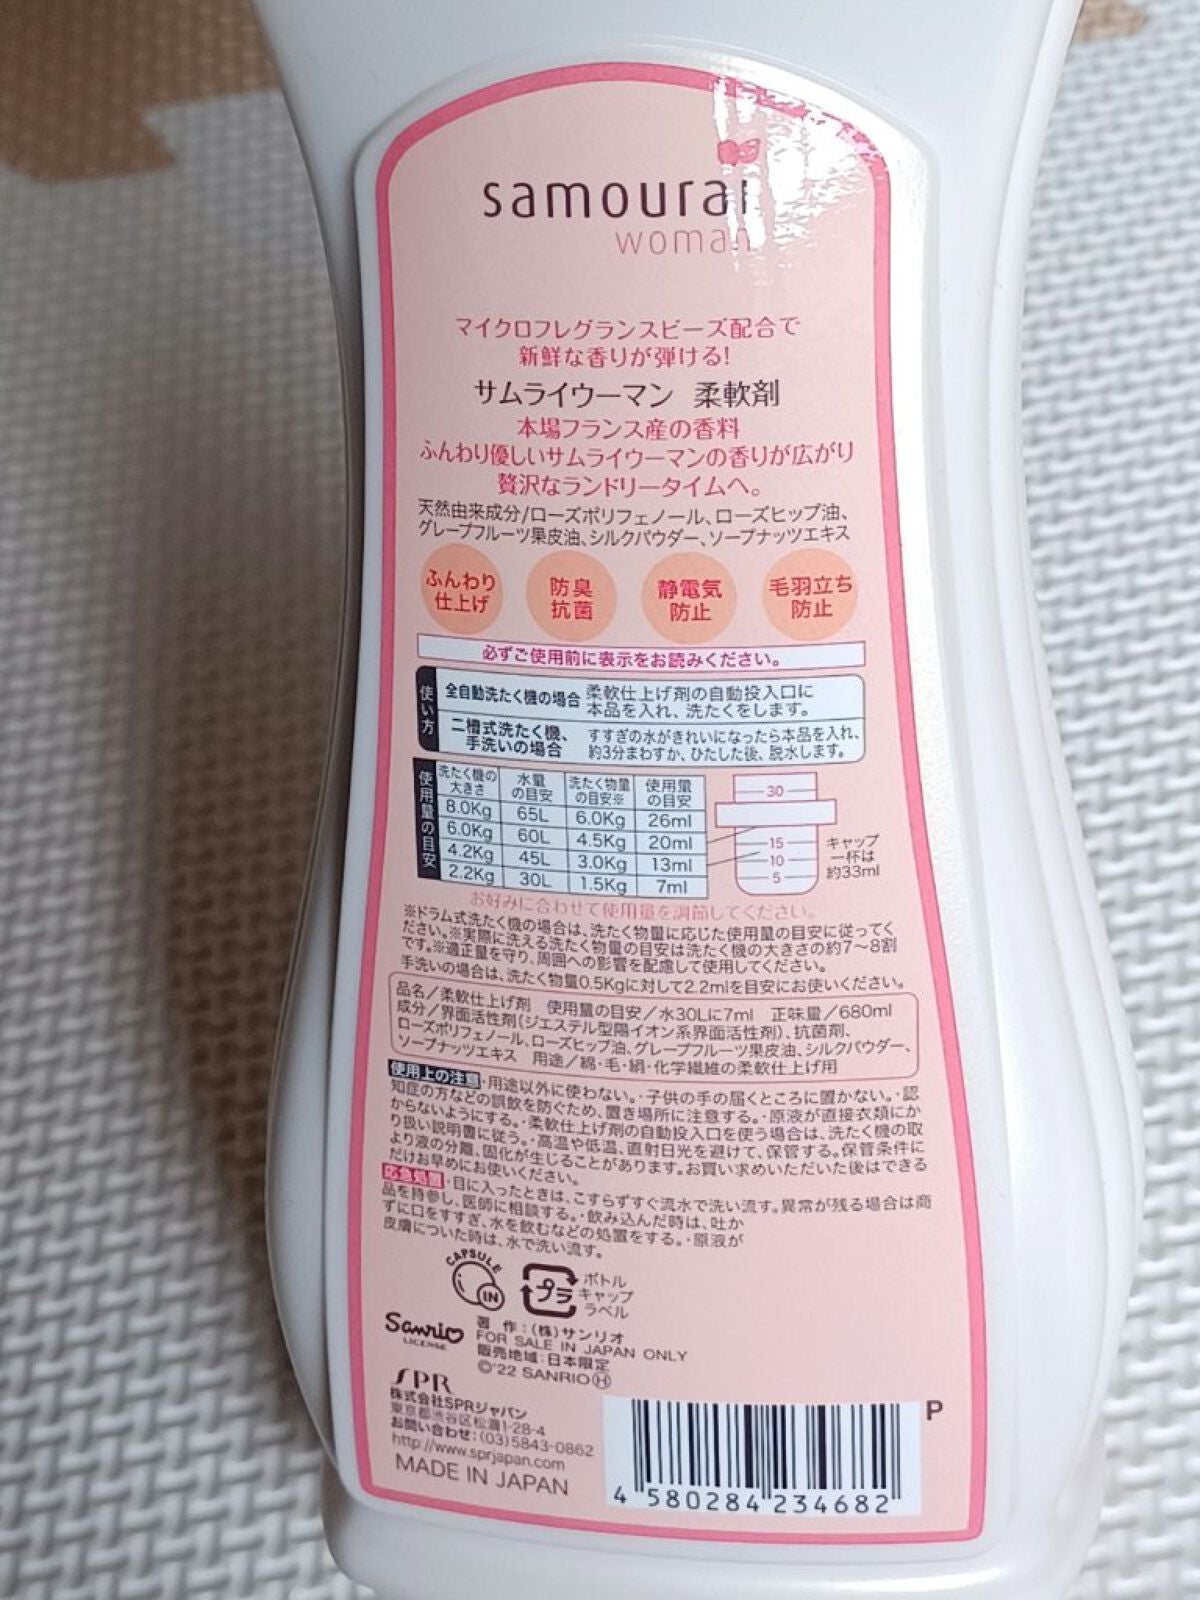 samourai
woman
マイクロフレグランスビーズ配合で
新鮮な香りが弾ける!
サムライウーマン 柔軟剤
本場フランス産の香料
ふんわり優しいサムライウーマンの香りが広がり
贅沢なランドリータイムへ。
天然由来成分/ローズポリフェノール、ローズヒップ油、
グレープフルーツ果皮油、シルクパウダー、ソープナッツエキス
ふんわり
仕上げ
防臭
抗菌
静電気
防止
毛羽立ち
防止
必ずご使用前に表示をお読みください。
使い方
全自動洗たく機の場合 柔軟仕上げ剤の自動投入口に
本品を入れ、洗たくをします。
二槽式洗たく機、
手洗いの場合
すすぎの水がきれいになったら本品を入れ、
約3分まわすか、ひたした後、脱水します。
使用量の目安
洗たく機の
大きさ
水量
の目安
洗たく物量
の目安※
使用量
の目安
8.0Kg 65L 6.0Kg 26ml
6.0Kg 60L 4.5Kg 20ml
4.2Kg 45L 3.0Kg 13ml
2.2Kg 30L 1.5Kg 7ml
30
15
10
5
キャップ
一杯は
約33ml
お好みに合わせて使用量を調節してください。
※ドラム式洗たく機の場合は、洗たく物量に応じた使用量の目安に従ってく
ださい。※実際に洗える洗たく物量の目安は洗たく機の大きさの約7〜8割
です。※適正量を守り、周囲への影響を配慮して使用してください。
手洗いの場合は、洗たく物量0.5Kgに対して2.2mlを目安にお使いください。
品名/柔軟仕上げ剤 使用量の目安/水30Lに7ml 正味量/680ml
成分/界面活性剤(ジエステル型陽イオン系界面活性剤)、抗菌剤、
ローズポリフェノール、ローズヒップ油、グレープフルーツ果皮油、シルクパウダー、
ソープナッツエキス 用途/綿・毛・絹・化学繊維の柔軟仕上げ用
使用上の注意・用途以外に使わない。・子供の手の届くところに置かない。・認
知症の方などの誤飲を防ぐため、置き場所に注意する。・原液が直接衣類にか
からないようにする。・柔軟仕上げ剤の自動投入口を使う場合は、洗たく機の取
り扱い説明書に従う。・高温や低温、直射日光を避けて、保管する。保管条件に
より液の分離、固化が生じることがあります。お買い求めいただいた後はできる
だけお早めにお使いください。
応急処置・目に入ったときは、こすらずすぐ流水で洗い流す。異常が残る場合は商
品を持参し、医師に相談する。・飲み込んだ時は、吐か
ずに口をすすぎ、水を飲むなどの処置をする。・原液が
皮膚についた時は、水で洗い流す。
CAPSULE
IN
プラ
ボトル
キャップ
ラベル
Sanrio
LICENSE
著 作:(株)サンリオ
FOR SALE IN JAPAN ONLY
販売地域:日本限定
©'22 SANRIO Ⓗ
SPR
株式会社SPRジャパン
東京都渋谷区松濤1-28-4
お問い合わせ:(03)5843-0862
http://www.sprjapan.com
MADE IN JAPAN
P
4 580284 234682